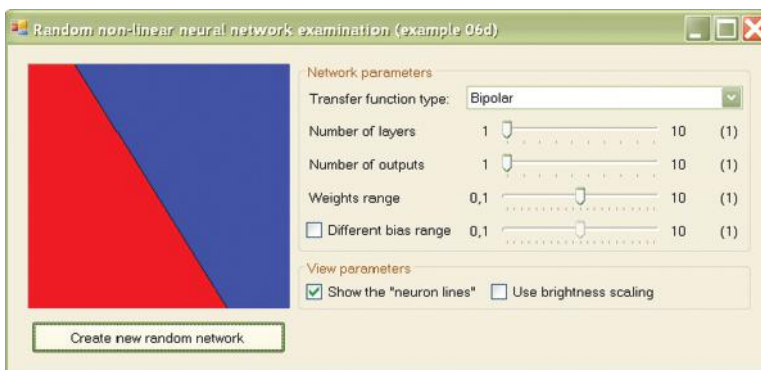 Random non-linear neural network examination (example 06d)
Network parameters
Transfer function type: Bipolar
Number of layers 1 10 (1)
Number of outputs 1 10 (1)
Weights range 0,1 10 (1)
Different bias range 0,1 10 (1)
View parameters
Show the "neuron lines" Use brightness scaling
Create new random network